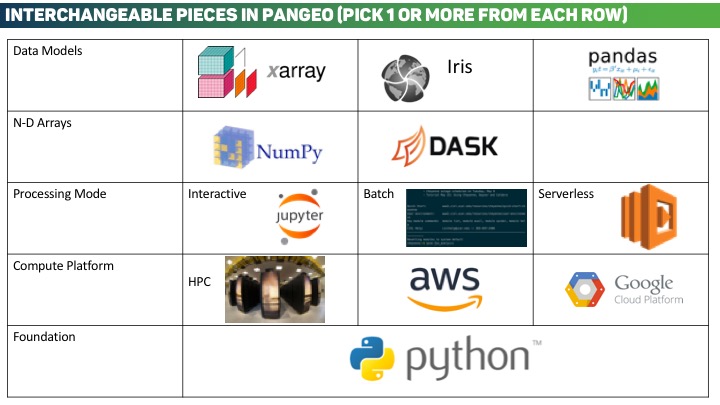 INTERCHANGEABLE PIECES IN PANGEO (PICK 1 OR MORE FROM EACH ROW)
Data Models
xarray
Iris
pandas
N-D Arrays
NumPy
DASK
Processing Mode
Interactive
jupyter
Batch
Serverless
Compute Platform
HPC
aws
Google
Cloud Platform
Foundation
python™